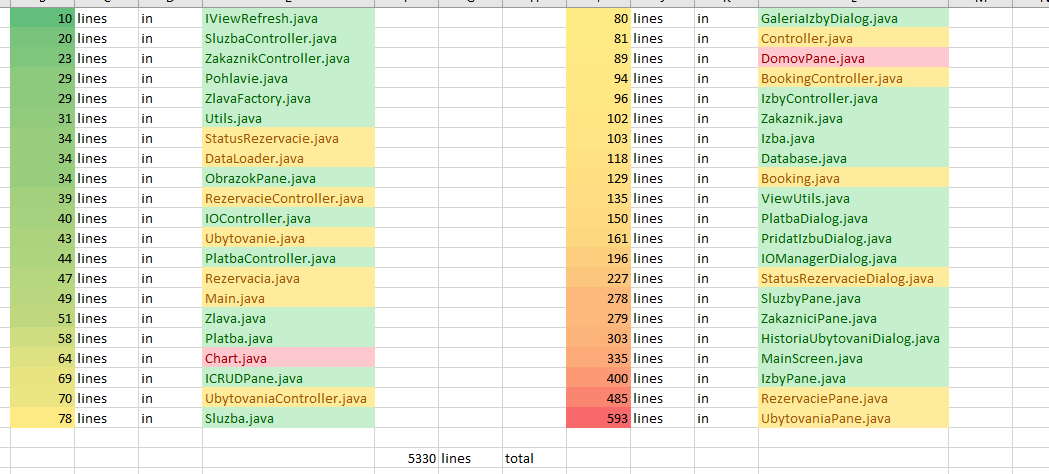 10 lines in IViewRefresh.java
20 lines in SluzbaController.java
23 lines in ZakaznikController.java
29 lines in Pohlavie.java
29 lines in ZlavaFactory.java
31 lines in Utils.java
34 lines in StatusRezervacie.java
34 lines in DataLoader.java
34 lines in ObrazokPane.java
39 lines in RezervacieController.java
40 lines in IOController.java
43 lines in Ubytovanie.java
44 lines in PlatbaController.java
47 lines in Rezervacia.java
49 lines in Main.java
51 lines in Zlava.java
58 lines in Platba.java
64 lines in Chart.java
69 lines in ICRUDPane.java
70 lines in UbytovaniaController.java
78 lines in Sluzba.java
80 lines in GaleriaIzbyDialog.java
81 lines in Controller.java
89 lines in DomovPane.java
94 lines in BookingController.java
96 lines in IzbyController.java
102 lines in Zakaznik.java
103 lines in Izba.java
118 lines in Database.java
129 lines in Booking.java
135 lines in ViewUtils.java
150 lines in PlatbaDialog.java
161 lines in PridatIzbuDialog.java
196 lines in IOManagerDialog.java
227 lines in StatusRezervacieDialog.java
278 lines in SluzbyPane.java
279 lines in ZakazniciPane.java
303 lines in HistoriaUbytovaniDialog.java
335 lines in MainScreen.java
400 lines in IzbyPane.java
485 lines in RezervaciePane.java
593 lines in UbytovaniaPane.java
5330 lines total